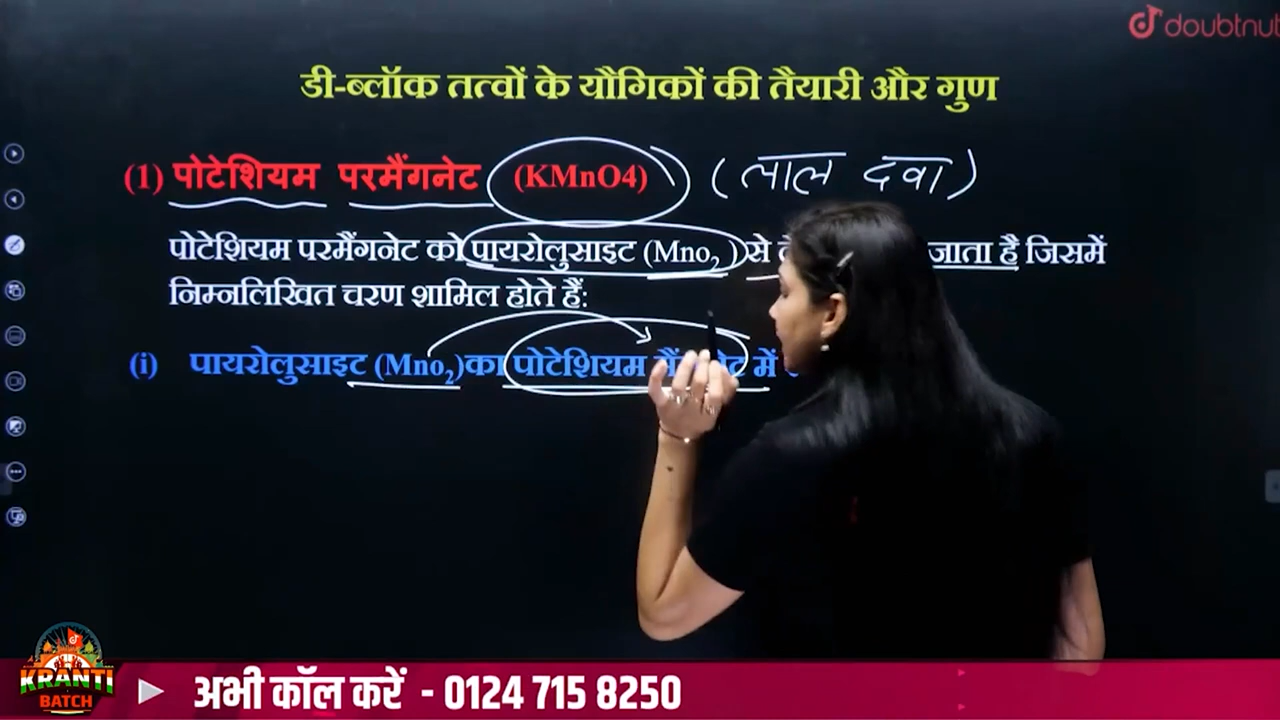 doubtnut
डी-ब्लॉक तत्वों के यौगिकों की तैयारी और गुण
(1) पोटेशियम परमैंगनेट (KMnO4) (लाल दवा)
पोटेशियम परमैंगनेट को पायरोलुसाइट (Mno₂ ) से जाता है जिसमें
निम्नलिखित चरण शामिल होते हैं:
(i) पायरोलुसाइट (Mno₂)का पोटेशियम में
KRANTI
BATCH
अभी कॉल करें - 0124 715 8250